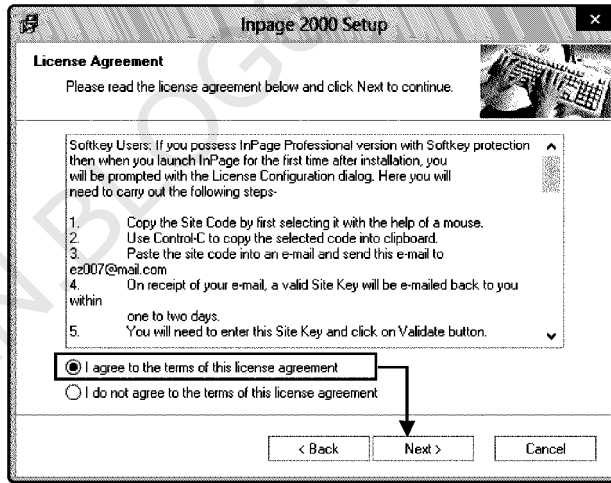 Inpage 2000 Setup
License Agreement
Please read the license agreement below and click Next to continue.
Softkey Users: If you possess InPage Professional version with Softkey protection
then when you launch InPage for the first time after installation, you
will be prompted with the License Configuration dialog. Here you will
need to carry out the following steps-
1. Copy the Site Code by first selecting it with the help of a mouse.
2. Use Control-C to copy the selected code into clipboard.
3. Paste the site code into an e-mail and send this e-mail to
ez007@mail.com
4. On receipt of your e-mail, a valid Site Key will be e-mailed back to you
within
one to two days.
5. You will need to enter this Site Key and click on Validate button.
I agree to the terms of this license agreement
I do not agree to the terms of this license agreement
< Back Next > Cancel